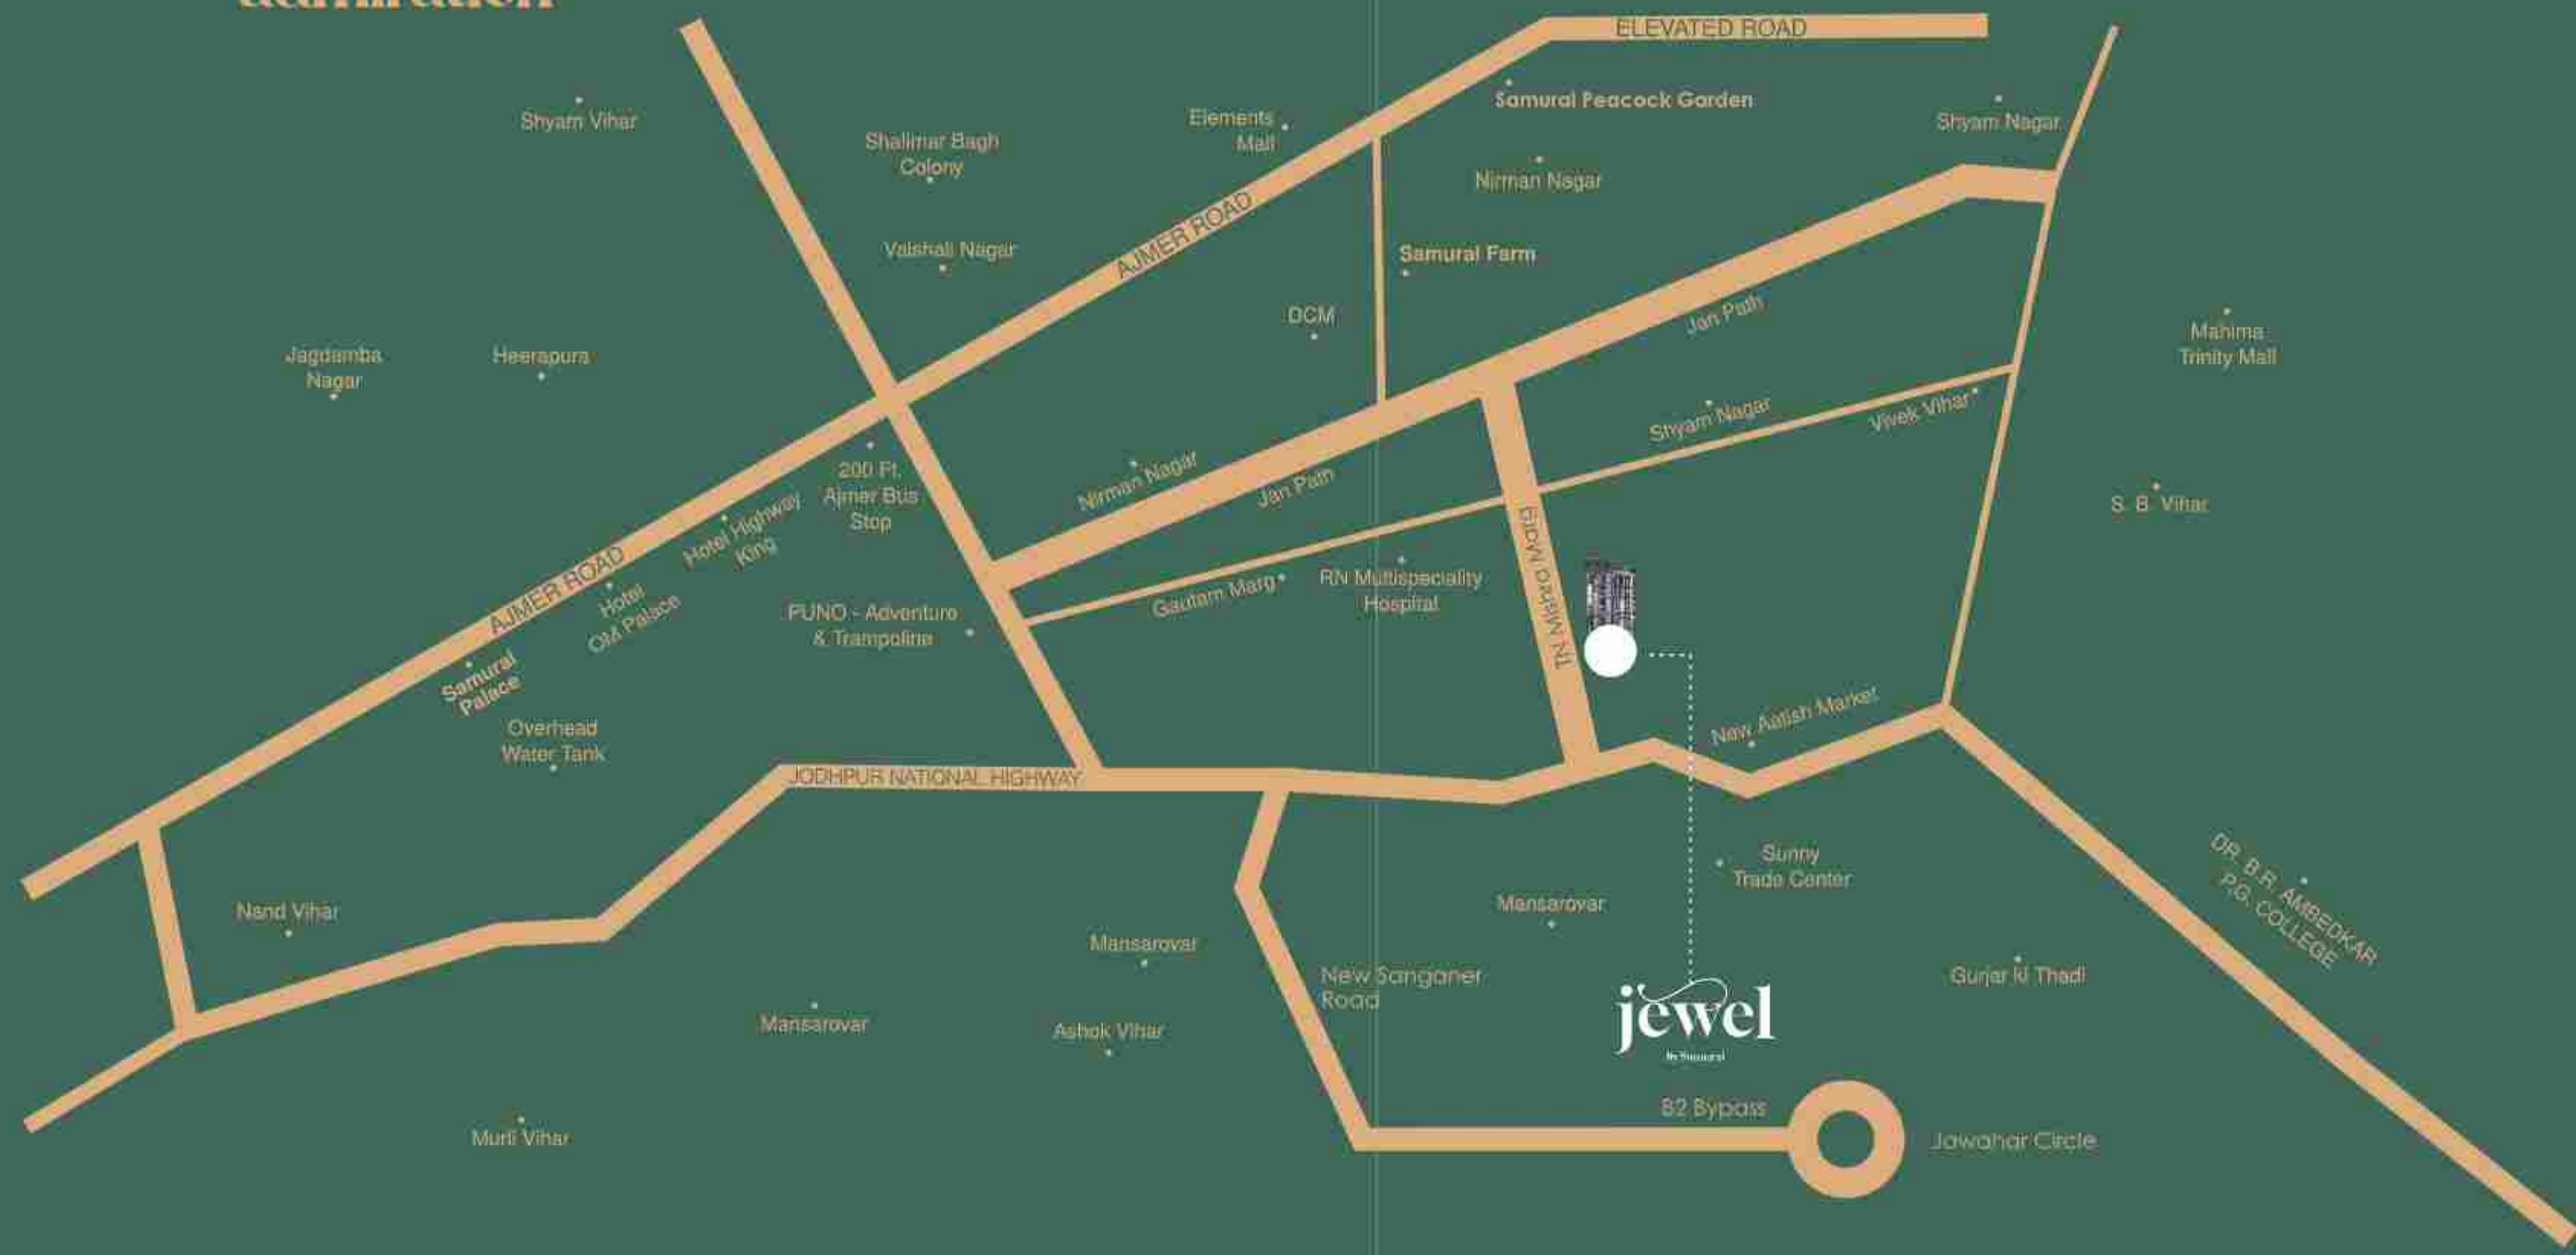 ELEVATED ROAD
Samurai Peacock Garden
Shyam Vihar
Elements
Mall
Shyam Nagar
Shalimar Bagh
Colony
Nirman Nagar
AJMER ROAD
Vaishali Nagar
Samurai Farm
DCM
Jan Path
Mahima
Trinity Mall
Jagdamba
Nagar
Heerapura
Shyam Nagar
Vivek Vihar
200 Ft.
Ajmer Bus
Stop
Nirman Nagar
Jan Path
S. B. Vihar
Hotel Highway
King
TN Mishra Marg
AJMER ROAD
Hotel
OM Palace
PUNO - Adventure
& Trampoline
Gautam Marg
RN Multispeciality
Hospital
Samurai
Palace
Overhead
Water Tank
New Aatish Market
JODHPUR NATIONAL HIGHWAY
Sunny
Trade Center
DR. B.R. AMBEDKAR
P.G. COLLEGE
Nand Vihar
Mansarovar
Mansarovar
New Sanganer
Road
Gurjar ki Thadi
Mansarovar
Ashok Vihar
jewel
B2 Bypass
Murli Vihar
Jawahar Circle